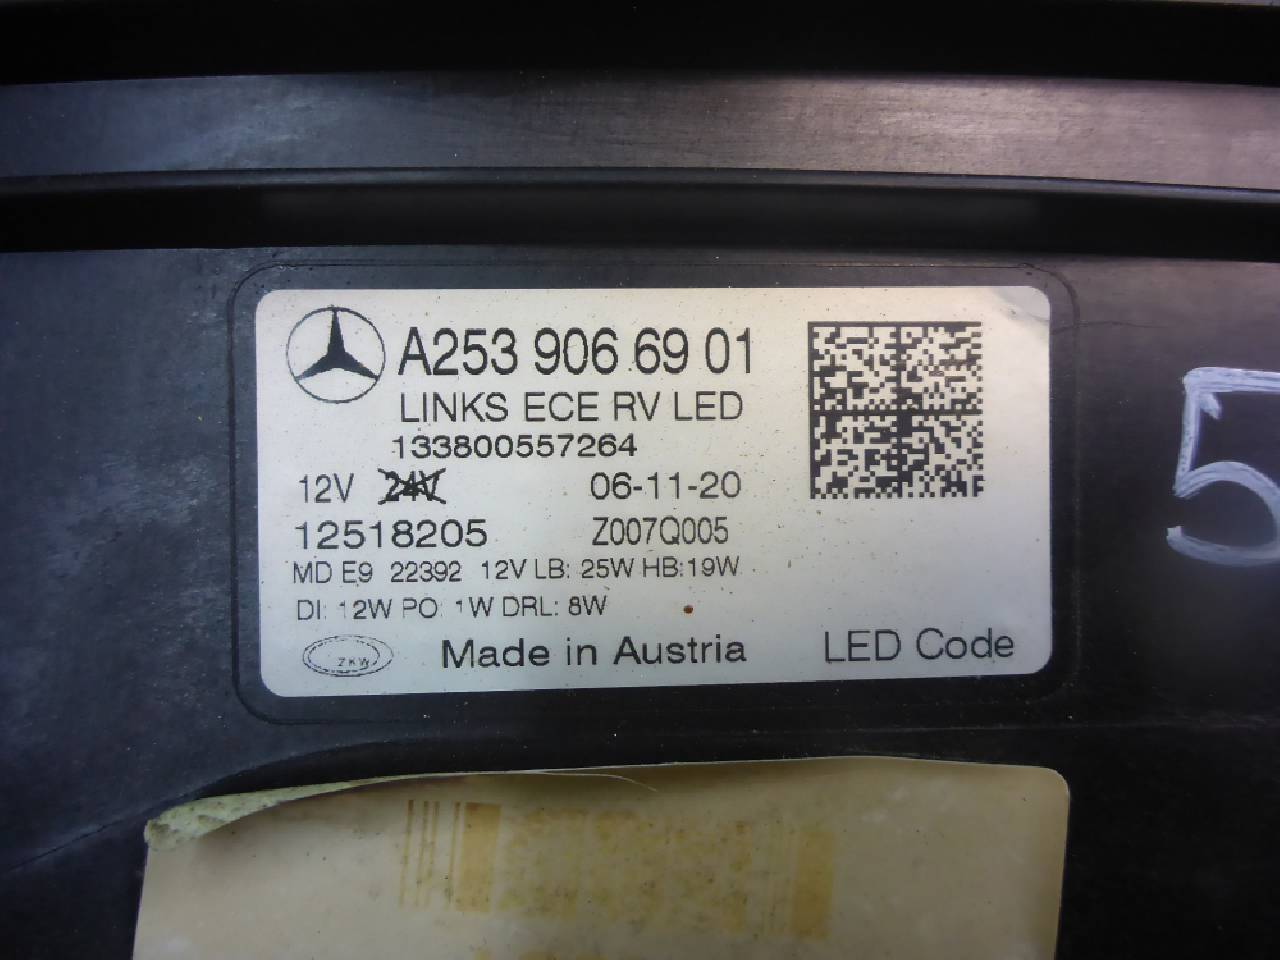 A253 906 69 01
LINKS ECE RV LED
133800557264
12V 24V 06-11-20
12518205 Z007Q005
MD E9 22392 12V LB: 25W HB:19W
DI: 12W PO: 1W DRL: 8W
ZKW Made in Austria LED Code
5